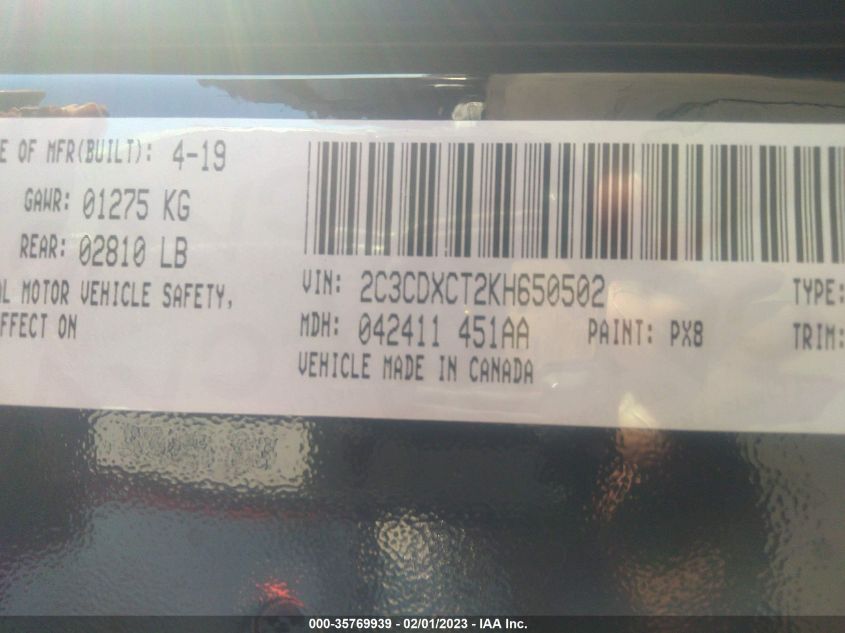 E OF MFR(BUILT): 4-19
GAWR: 01275 KG
REAR: 02810 LB
L MOTOR VEHICLE SAFETY,
FFECT ON
VIN: 2C3CDXCT2KH650502
TYPE:
MDH: 042411 451AA PAINT: PX8
TRIM:
VEHICLE MADE IN CANADA
000-35769939 - 02/01/2023 - IAA Inc.